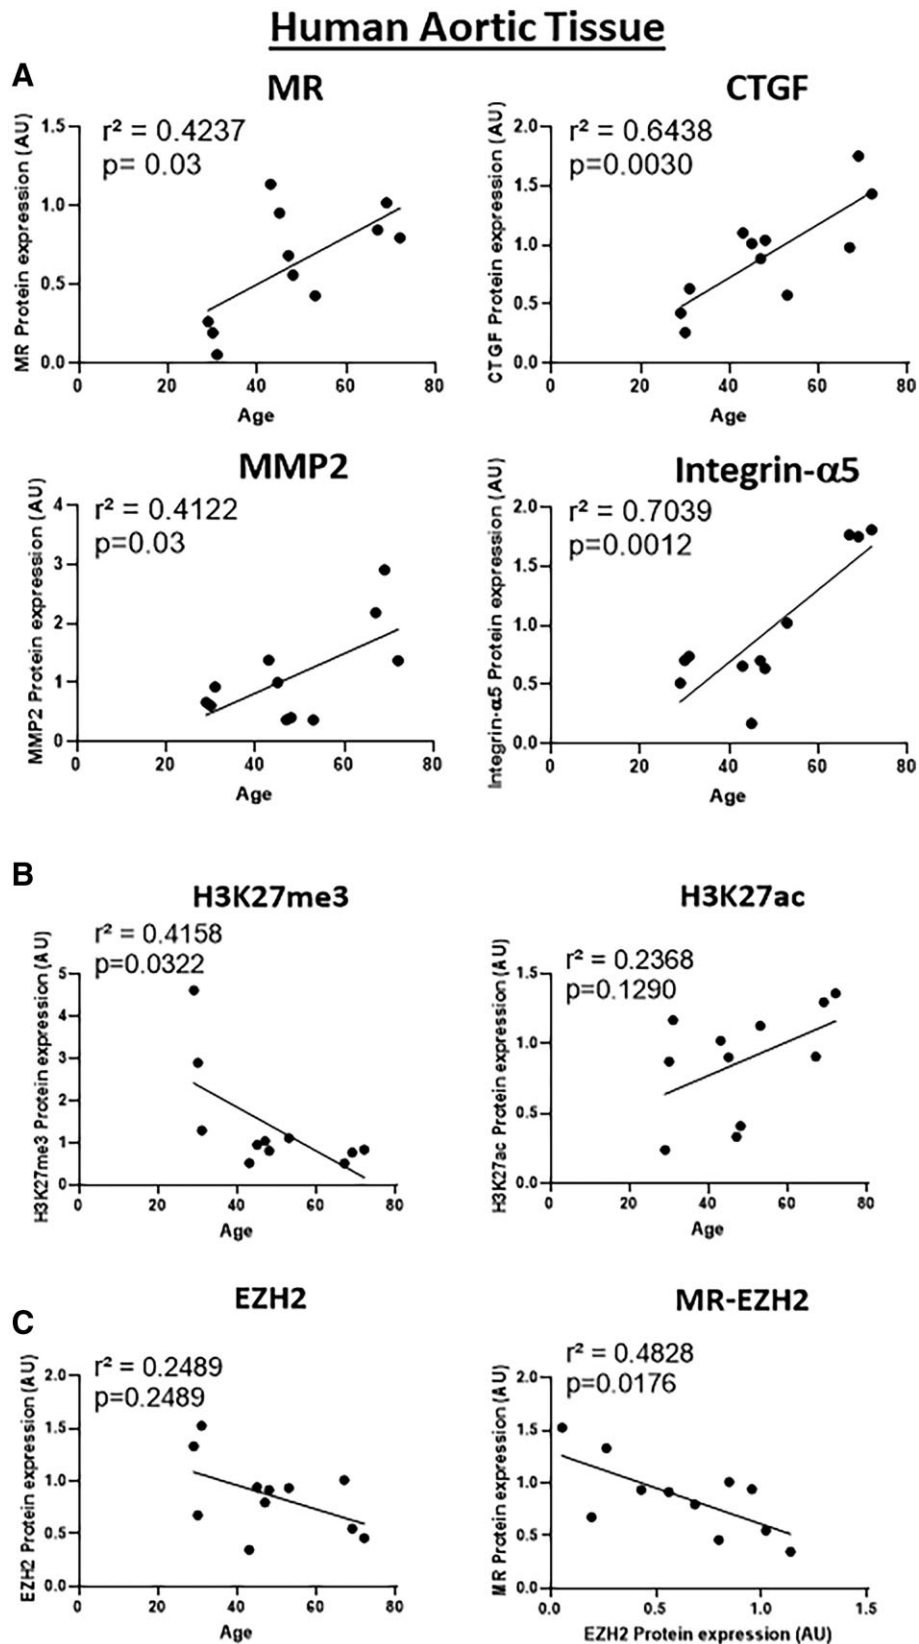 Human Aortic Tissue
A
MR
r² = 0.4237
p= 0.03
MR Protein expression (AU)
1.5
1.0
0.5
0.0
0 20 40 60 80
Age
CTGF
r² = 0.6438
p=0.0030
CTGF Protein expression (AU)
2.0
1.5
1.0
0.5
0.0
0 20 40 60 80
Age
MMP2
r² = 0.4122
p=0.03
MMP2 Protein expression (AU)
4
3
2
1
0
0 20 40 60 80
Age
Integrin-α5
r² = 0.7039
p=0.0012
Integrin-α5 Protein expression (AU)
2.0
1.5
1.0
0.5
0.0
0 20 40 60 80
Age
B
H3K27me3
r² = 0.4158
p=0.0322
H3K27me3 Protein expression (AU)
5
4
3
2
1
0
0 20 40 60 80
Age
H3K27ac
r² = 0.2368
p=0.1290
H3K27ac Protein expression (AU)
1.5
1.0
0.5
0.0
0 20 40 60 80
Age
C
EZH2
r² = 0.2489
p=0.2489
EZH2 Protein expression (AU)
2.0
1.5
1.0
0.5
0.0
0 20 40 60 80
Age
MR-EZH2
r² = 0.4828
p=0.0176
MR Protein expression (AU)
2.0
1.5
1.0
0.5
0.0
0.0 0.5 1.0 1.5
EZH2 Protein expression (AU)